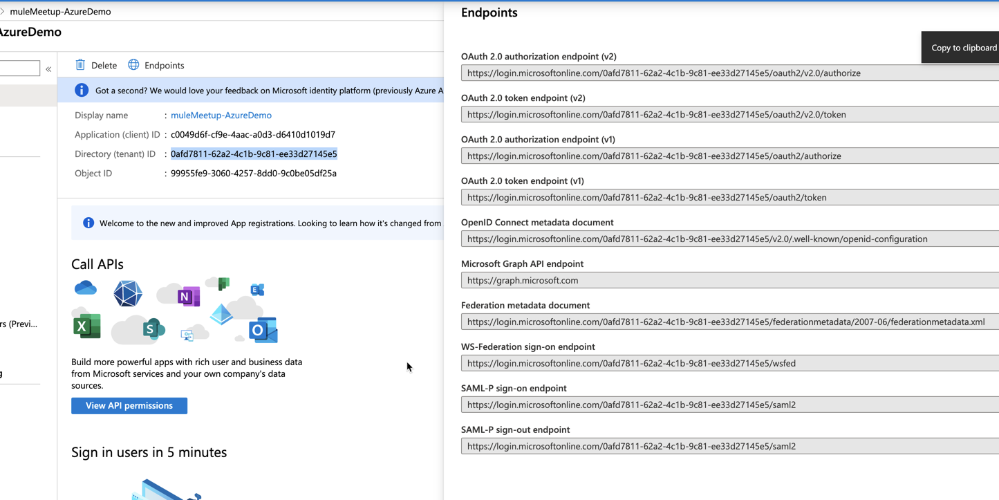 muleMeetup-AzureDemo
AzureDemo
Delete
Endpoints
Got a second? We would love your feedback on Microsoft identity platform (previously Azure A
Display name : muleMeetup-AzureDemo
Application (client) ID : c0049d6f-cf9e-4aac-a0d3-d6410d1019d7
Directory (tenant) ID : 0afd7811-62a2-4c1b-9c81-ee33d27145e5
Object ID : 99955fe9-3060-4257-8dd0-9c0be05df25a
Welcome to the new and improved App registrations. Looking to learn how it's changed from
rs (Previ...
g
Call APIs
N
E
X
S
O
Build more powerful apps with rich user and business data
from Microsoft services and your own company's data
sources.
View API permissions
Sign in users in 5 minutes
Endpoints
Copy to clipboard
OAuth 2.0 authorization endpoint (v2)
https://login.microsoftonline.com/0afd7811-62a2-4c1b-9c81-ee33d27145e5/oauth2/v2.0/authorize
OAuth 2.0 token endpoint (v2)
https://login.microsoftonline.com/0afd7811-62a2-4c1b-9c81-ee33d27145e5/oauth2/v2.0/token
OAuth 2.0 authorization endpoint (v1)
https://login.microsoftonline.com/0afd7811-62a2-4c1b-9c81-ee33d27145e5/oauth2/authorize
OAuth 2.0 token endpoint (v1)
https://login.microsoftonline.com/0afd7811-62a2-4c1b-9c81-ee33d27145e5/oauth2/token
OpenID Connect metadata document
https://login.microsoftonline.com/0afd7811-62a2-4c1b-9c81-ee33d27145e5/v2.0/.well-known/openid-configuration
Microsoft Graph API endpoint
https://graph.microsoft.com
Federation metadata document
https://login.microsoftonline.com/0afd7811-62a2-4c1b-9c81-ee33d27145e5/federationmetadata/2007-06/federationmetadata.xml
WS-Federation sign-on endpoint
https://login.microsoftonline.com/0afd7811-62a2-4c1b-9c81-ee33d27145e5/wsfed
SAML-P sign-on endpoint
https://login.microsoftonline.com/0afd7811-62a2-4c1b-9c81-ee33d27145e5/saml2
SAML-P sign-out endpoint
https://login.microsoftonline.com/0afd7811-62a2-4c1b-9c81-ee33d27145e5/saml2